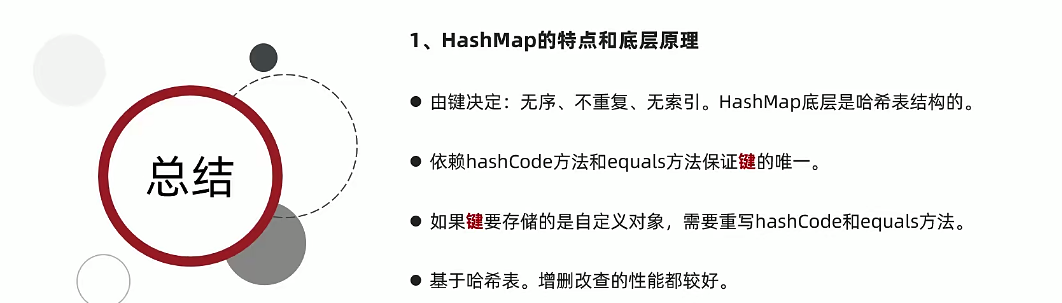 总结
1、HashMap的特点和底层原理
● 由键决定：无序、不重复、无索引。HashMap底层是哈希表结构的。
● 依赖hashCode方法和equals方法保证键的唯一。
● 如果键要存储的是自定义对象，需要重写hashCode和equals方法。
● 基于哈希表。增删改查的性能都较好。